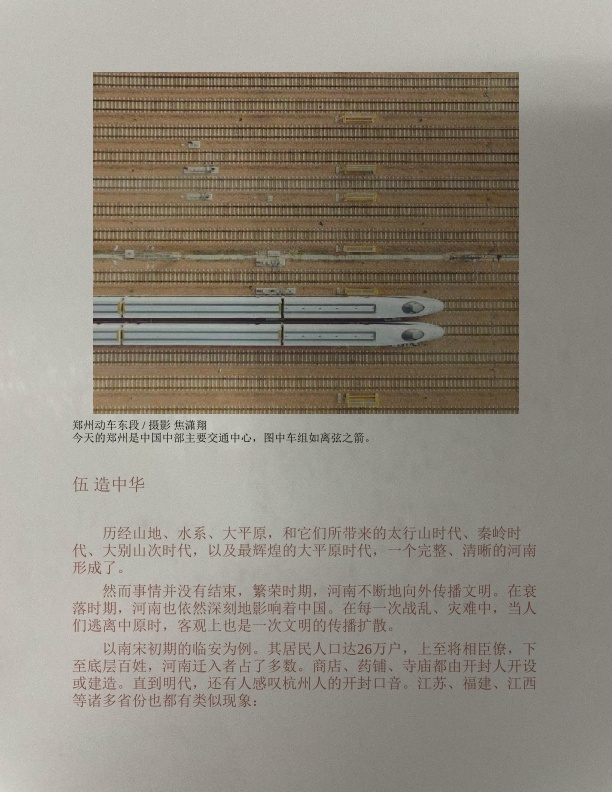 郑州动车东段 / 摄影 焦潇翔
今天的郑州是中国中部主要交通中心，图中车组如离弦之箭。
伍 造中华
历经山地、水系、大平原，和它们所带来的太行山时代、秦岭时
代、大别山次时代，以及最辉煌的大平原时代，一个完整、清晰的河南
形成了。
然而事情并没有结束，繁荣时期，河南不断地向外传播文明。在衰
落时期，河南也依然深刻地影响着中国。在每一次战乱、灾难中，当人
们逃离中原时，客观上也是一次文明的传播扩散。
以南宋初期的临安为例。其居民人口达26万户，上至将相臣僚，下
至底层百姓，河南迁入者占了多数。商店、药铺、寺庙都由开封人开设
或建造。直到明代，还有人感叹杭州人的开封口音。江苏、福建、江西
等诸多省份也都有类似现象：